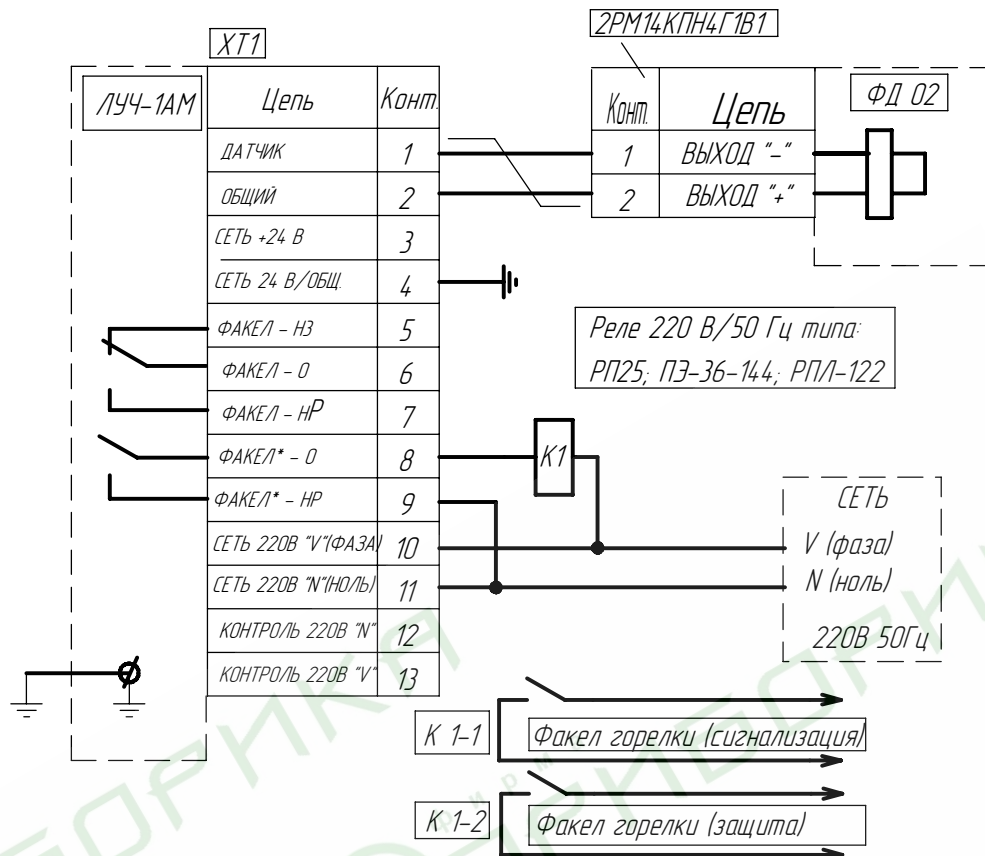 2РМ14КПН4Г1В1
ХТ1
ЛУЧ-1АМ
Цепь Конт.
ДАТЧИК 1
ОБЩИЙ 2
СЕТЬ +24 В 3
СЕТЬ 24 В/ОБЩ. 4
ФАКЕЛ - НЗ 5
ФАКЕЛ - О 6
ФАКЕЛ - НР 7
ФАКЕЛ* - О 8
ФАКЕЛ* - НР 9
СЕТЬ 220В "V"(ФАЗА) 10
СЕТЬ 220В "N"(НОЛЬ) 11
КОНТРОЛЬ 220В "N" 12
КОНТРОЛЬ 220В "V" 13
Конт. Цепь
1 ВЫХОД "-"
2 ВЫХОД "+"
ФД 02
Реле 220 В/50 Гц типа:
РП25; ПЭ-36-144; РПЛ-122
К1
СЕТЬ
V (фаза)
N (ноль)
220В 50Гц
К 1-1
Факел горелки (сигнализация)
К 1-2
Факел горелки (защита)